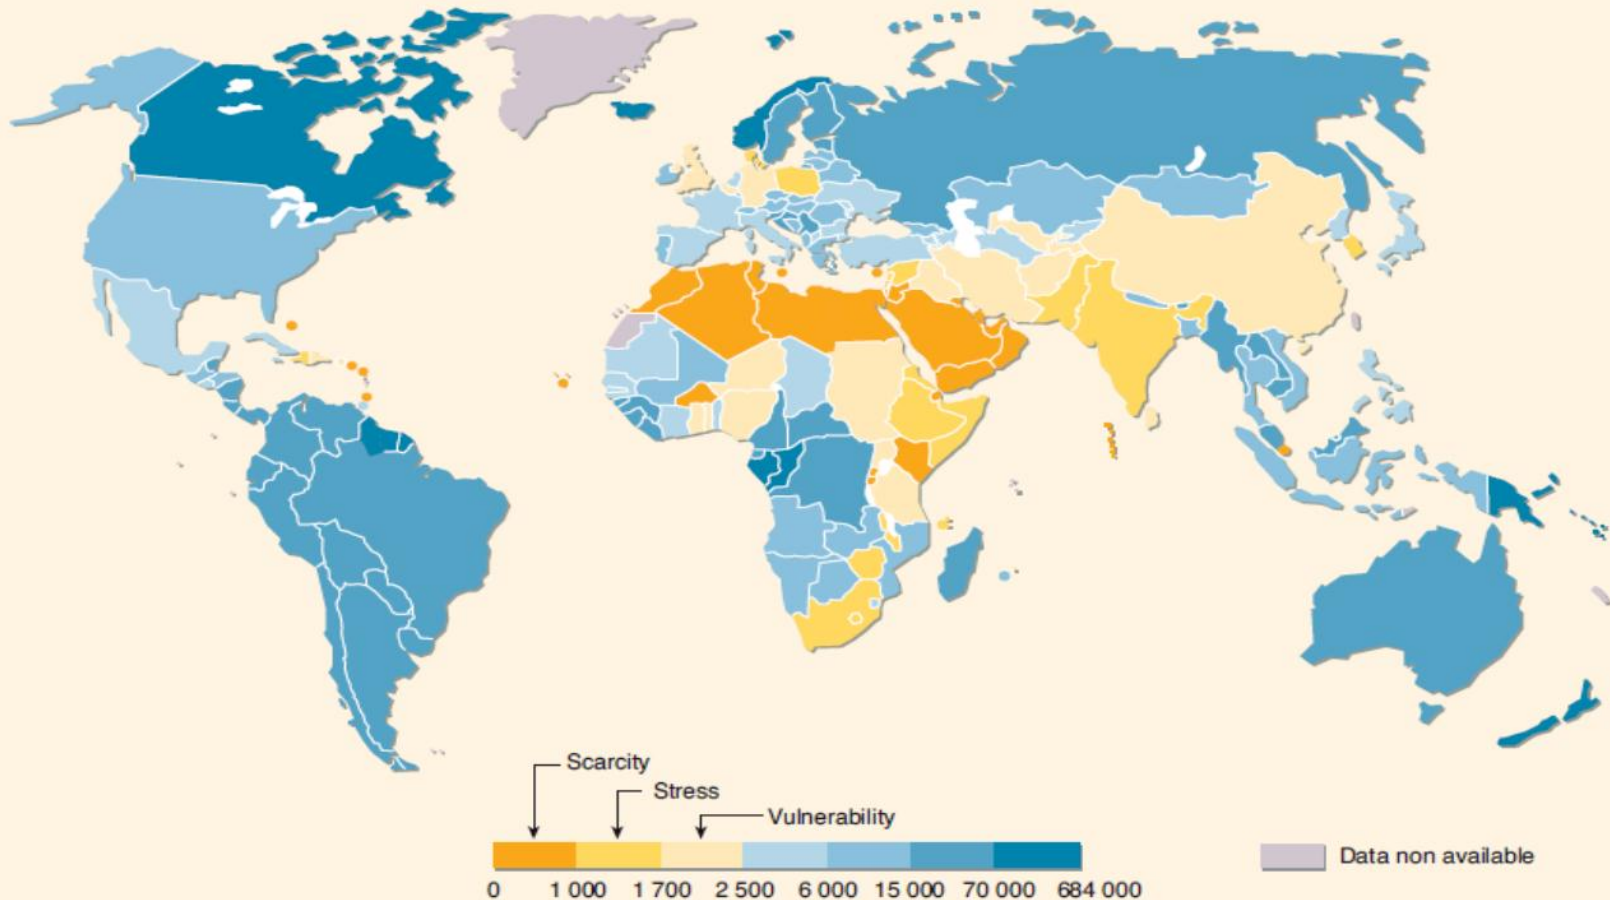 Scarcity
Stress
Vulnerability
Data non available
0 1 000 1 700 2 500 6 000 15 000 70 000 684 000